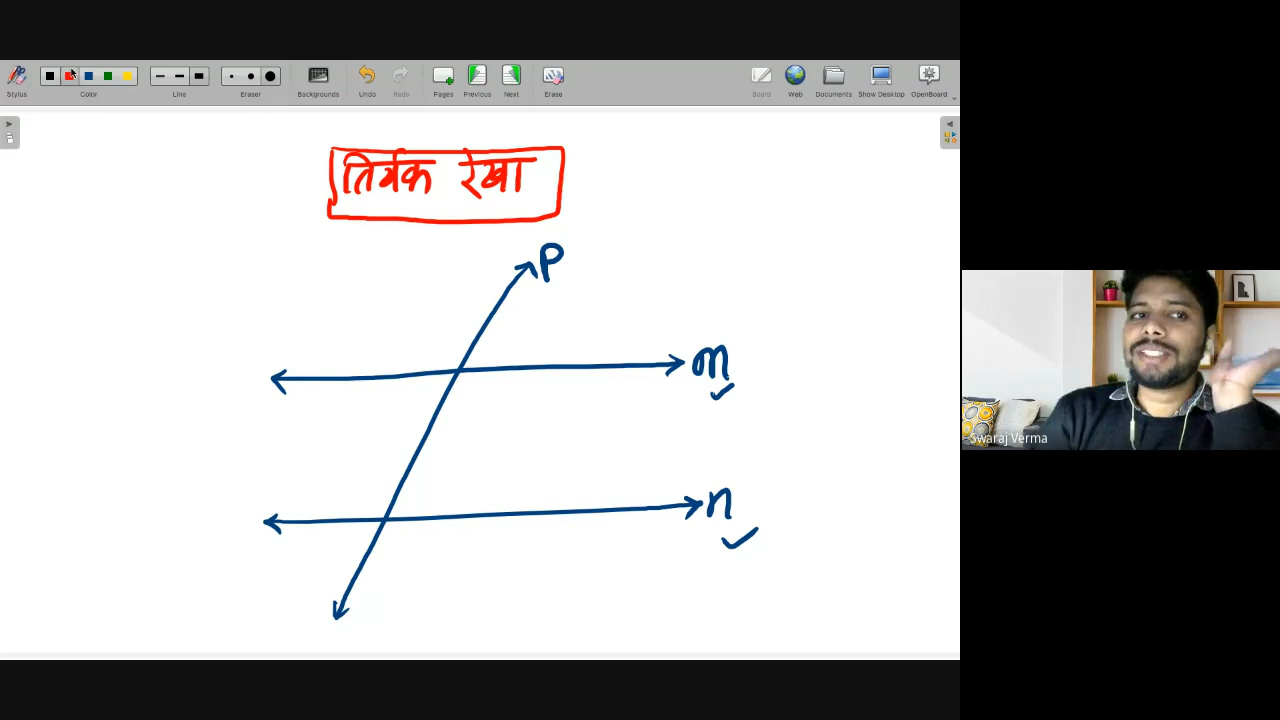 Stylus
Color
Line
Eraser
Backgrounds
Undo
Redo
Pages
Previous
Next
Erase
Board
Web
Documents
Show Desktop
OpenBoard
तिर्यक रेखा
P
m
n
Swaraj Verma